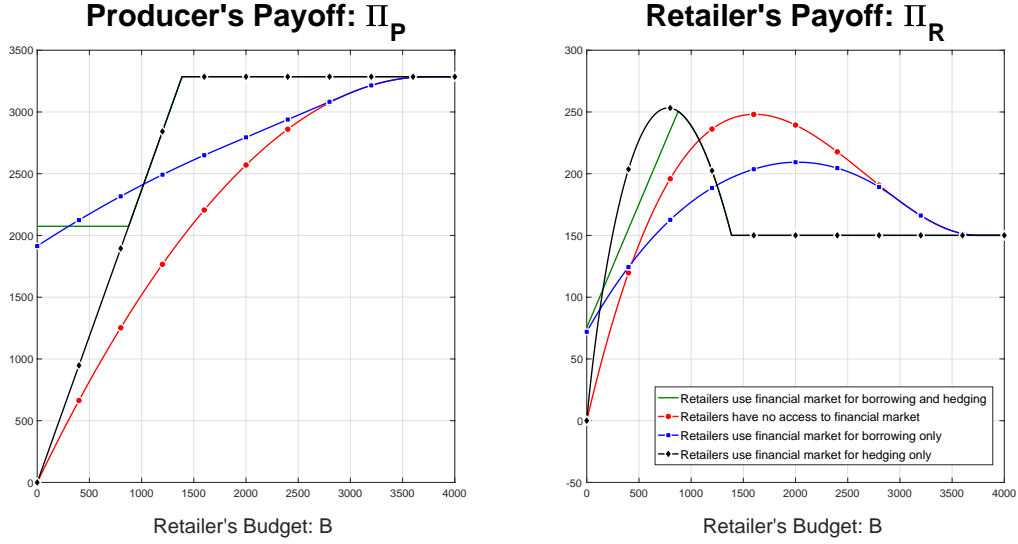 Producer's Payoff: Π_P
3500
3000
2500
2000
1500
1000
500
0
0 500 1000 1500 2000 2500 3000 3500 4000
Retailer's Budget: B
Retailer's Payoff: Π_R
300
250
200
150
100
50
0
-50
Retailers use financial market for borrowing and hedging
Retailers have no access to financial market
Retailers use financial market for borrowing only
Retailers use financial market for hedging only
0 500 1000 1500 2000 2500 3000 3500 4000
Retailer's Budget: B